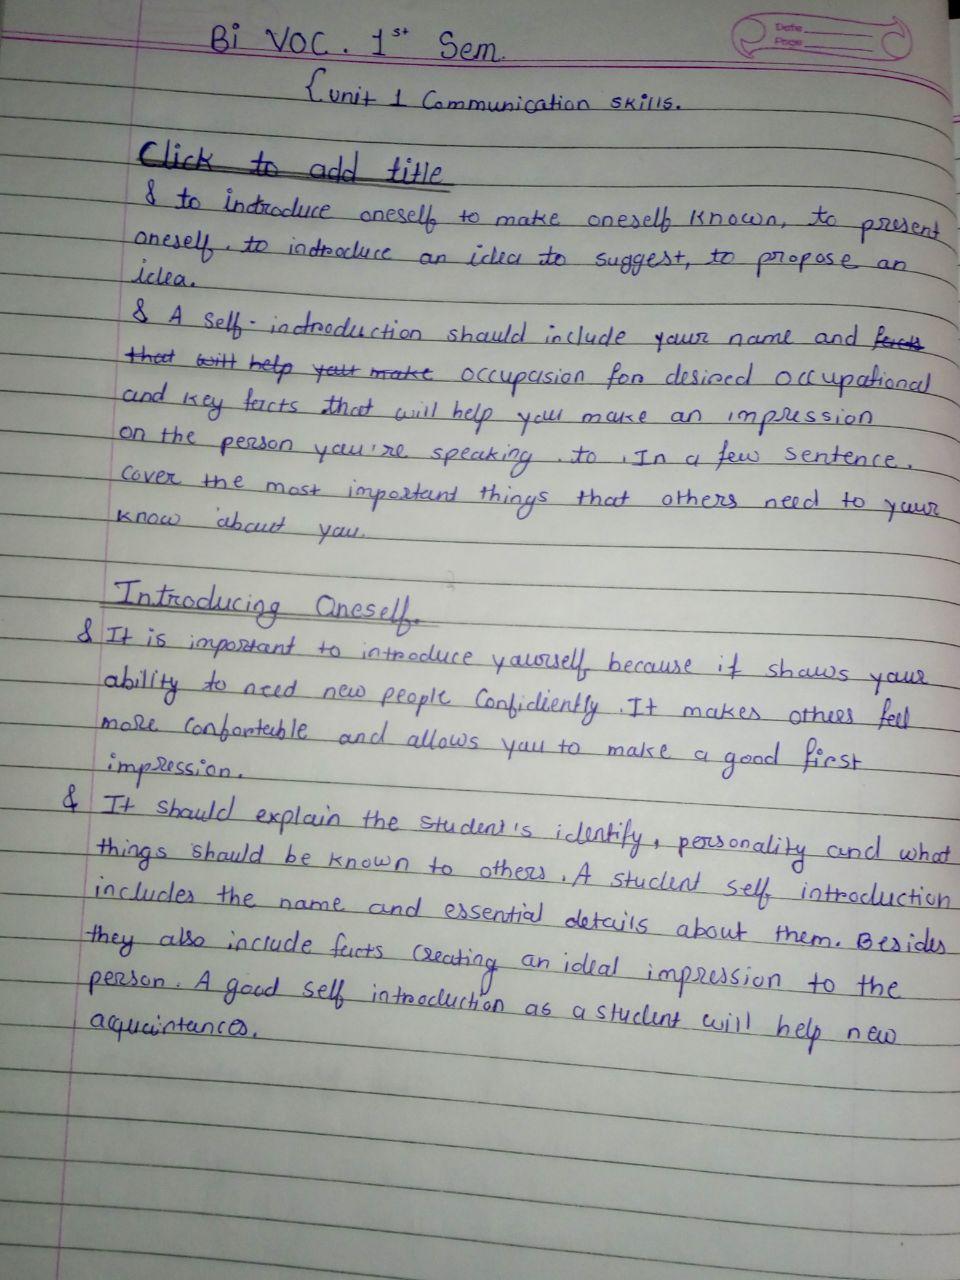 Date
Page
Bi VOC. 1st Sem.
{unit 1 Communication skills.
Click to add title
& to indroduce oneself to make oneself known, to present
oneself. to indroduce an idea to suggest, to propose an
idea.
& A self-indroduction should include your name and facts
that will help you make occupasion for desired occupational
and key facts that will help you make an impression
on the person you're speaking . to . In a few sentence.
Cover the most important things that others need to your
know about you.
Introducing Oneself.
& It is important to introduce yourself because it shows your
ability to need new people Confidiently . It makes others feel
more Confortable and allows you to make a good first
impression.
& It should explain the student's identify, personality and what
things should be known to others . A student self introduction
includes the name and essential details about them. Besides
they also include facts Creating an ideal impression to the
person. A good self introduction as a student will help new
aquaintances.